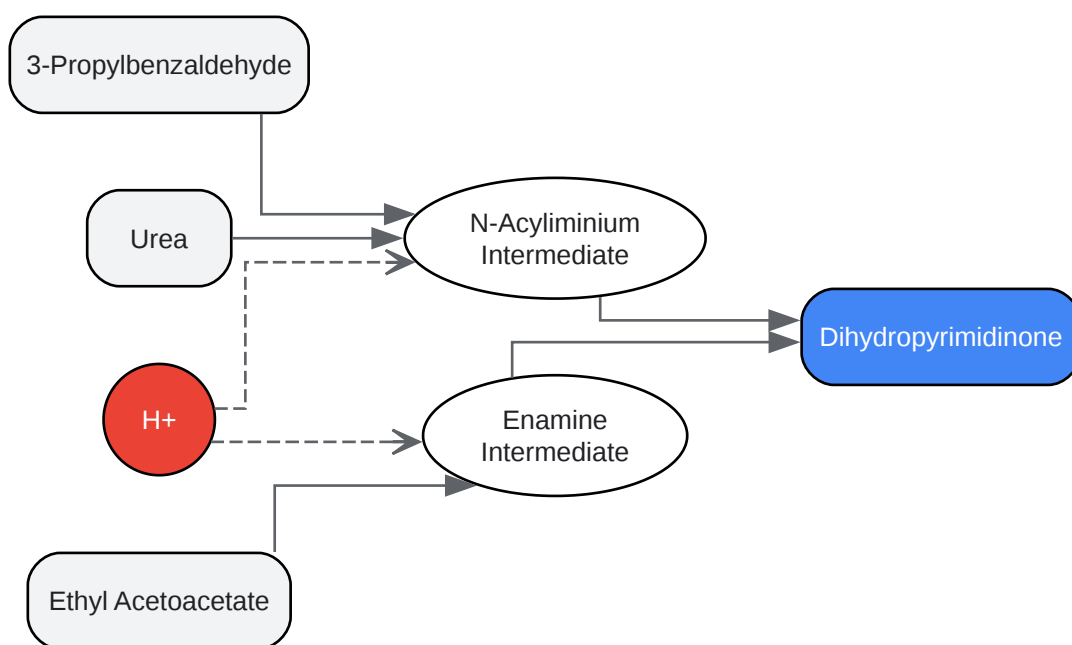 3-Propylbenzaldehyde
Urea
N-Acyliminium
Intermediate
Dihydropyrimidinone
H+
Enamine
Intermediate
Ethyl Acetoacetate